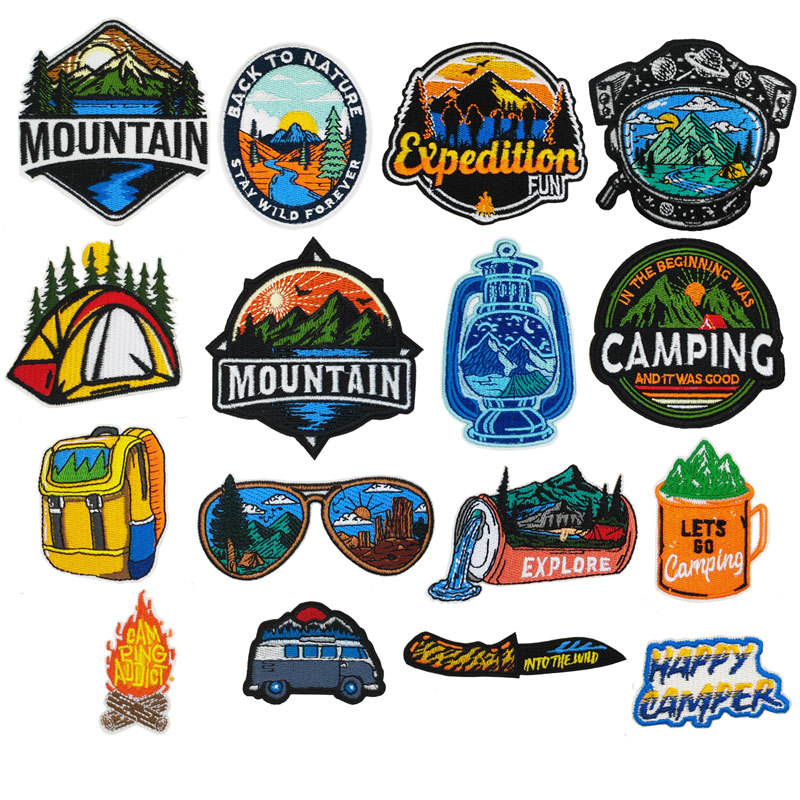 MOUNTAIN
BACK TO NATURE
STAY WILD FOREVER
Expedition
FUN
MOUNTAIN
IN THE BEGINNING WAS
CAMPING
AND IT WAS GOOD
EXPLORE
LETS
GO
Camping
CAM
PING
ADDICT
INTO THE WILD
HAPPY
CAMPER